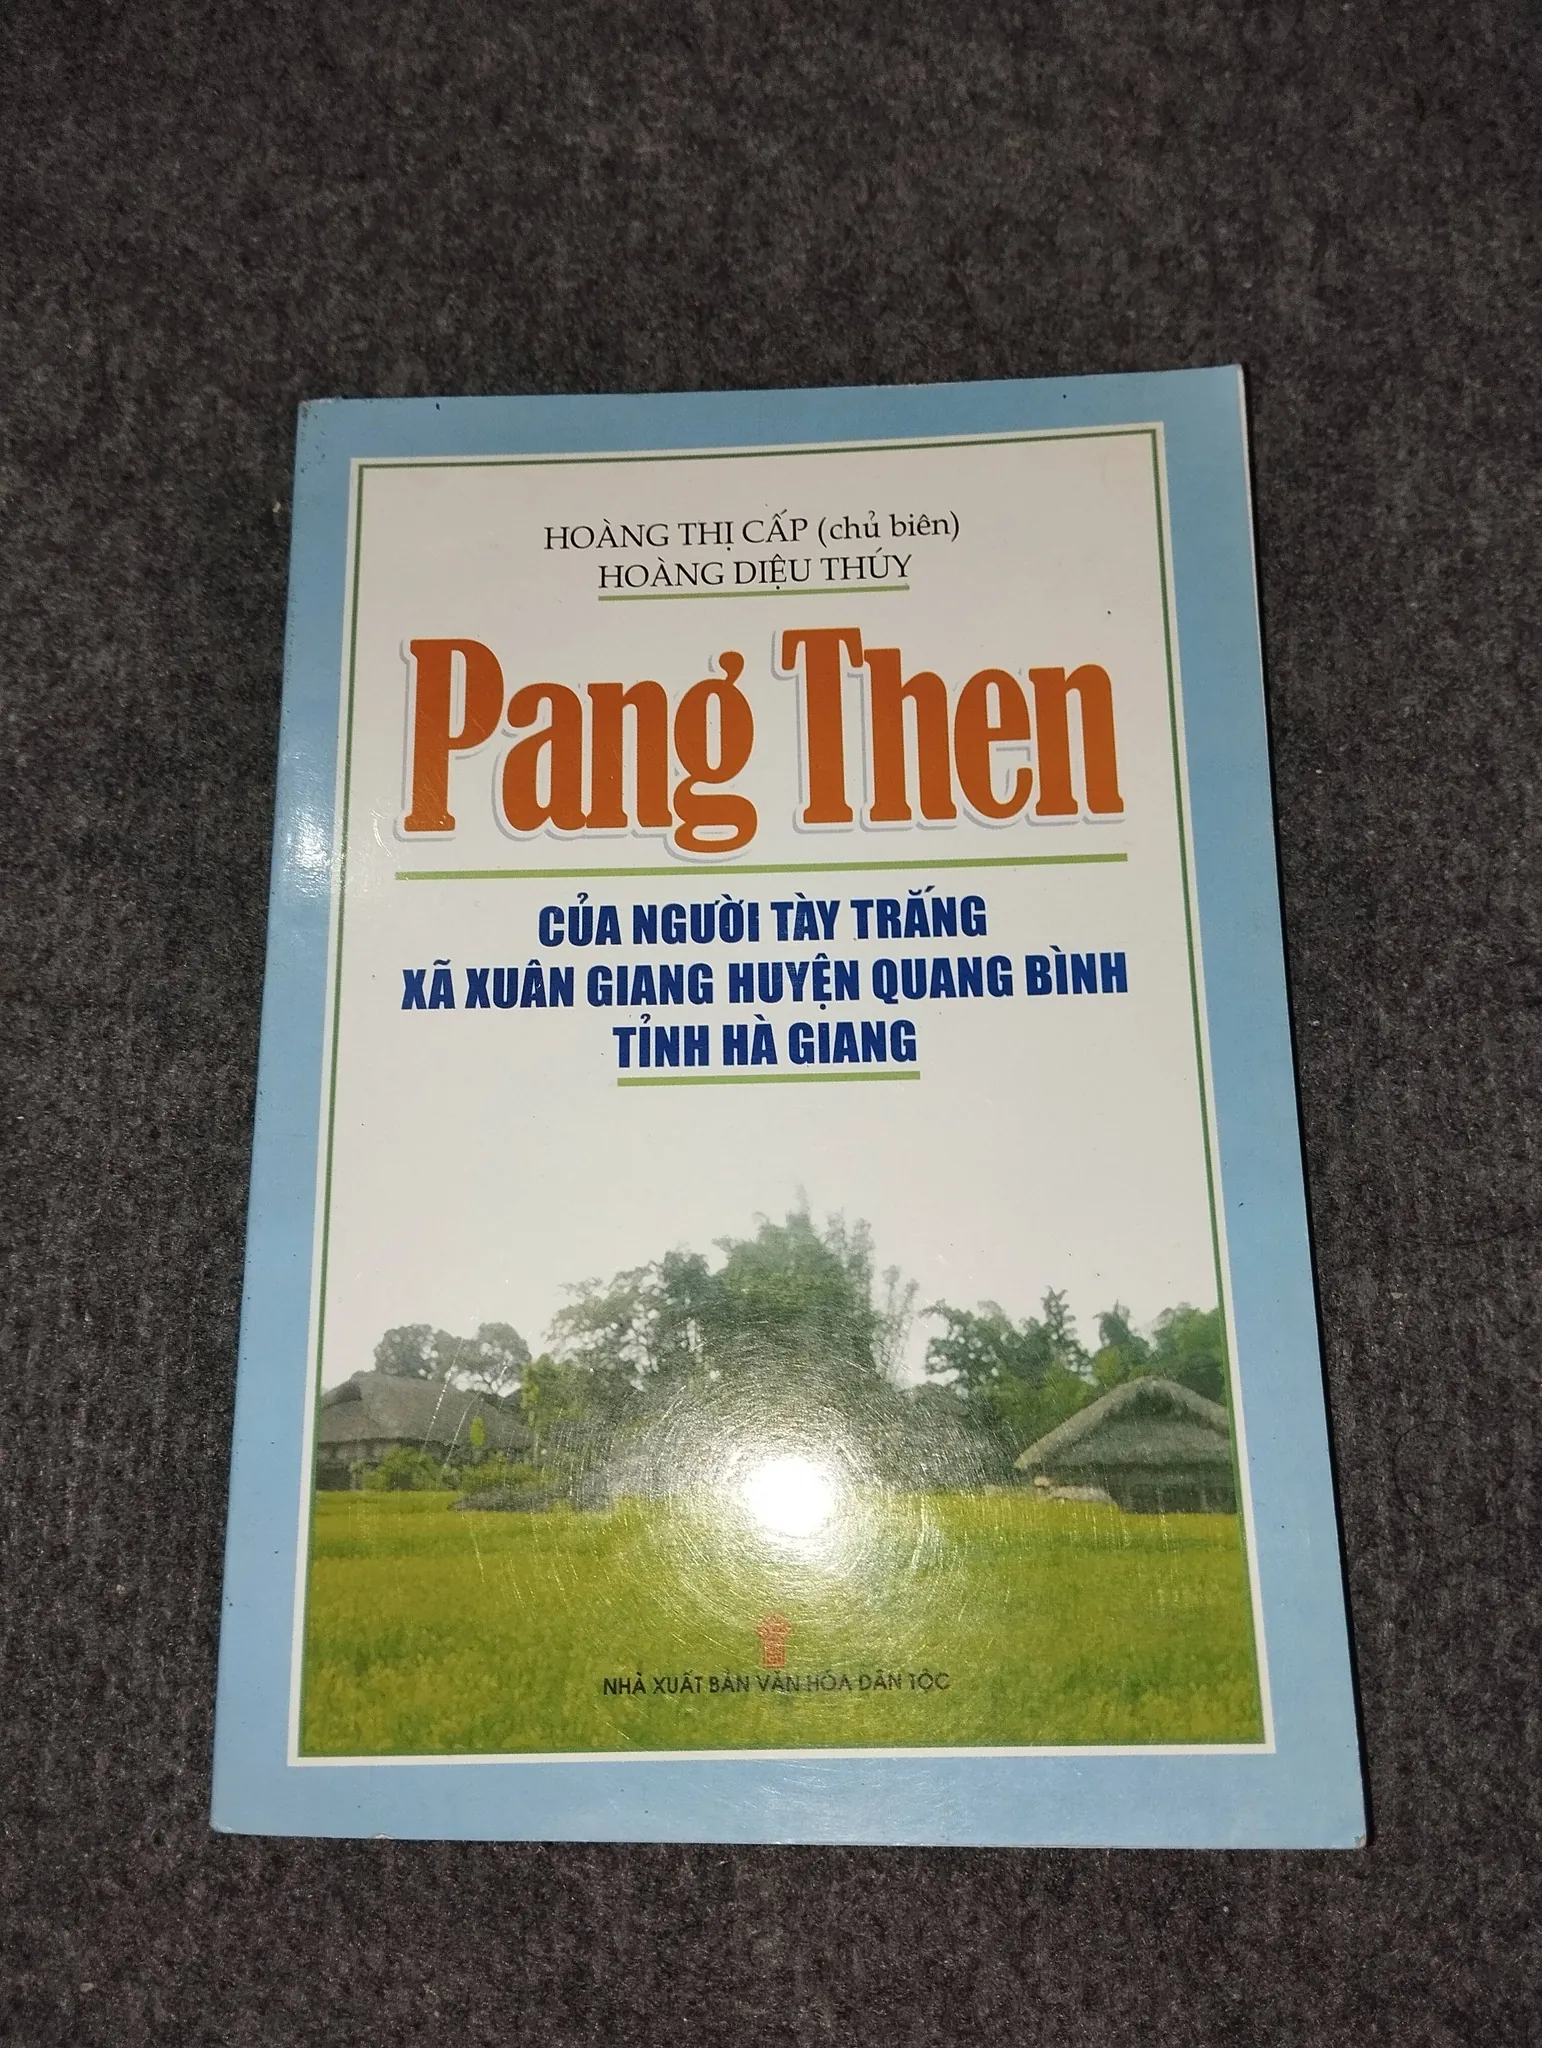 HOÀNG THỊ CẤP (chủ biên)
HOÀNG DIỆU THÚY
Pang Then
CỦA NGƯỜI TÀY TRẮNG
XÃ XUÂN GIANG HUYỆN QUANG BÌNH
TỈNH HÀ GIANG
NHÀ XUẤT BẢN VĂN HÓA DÂN TỘC